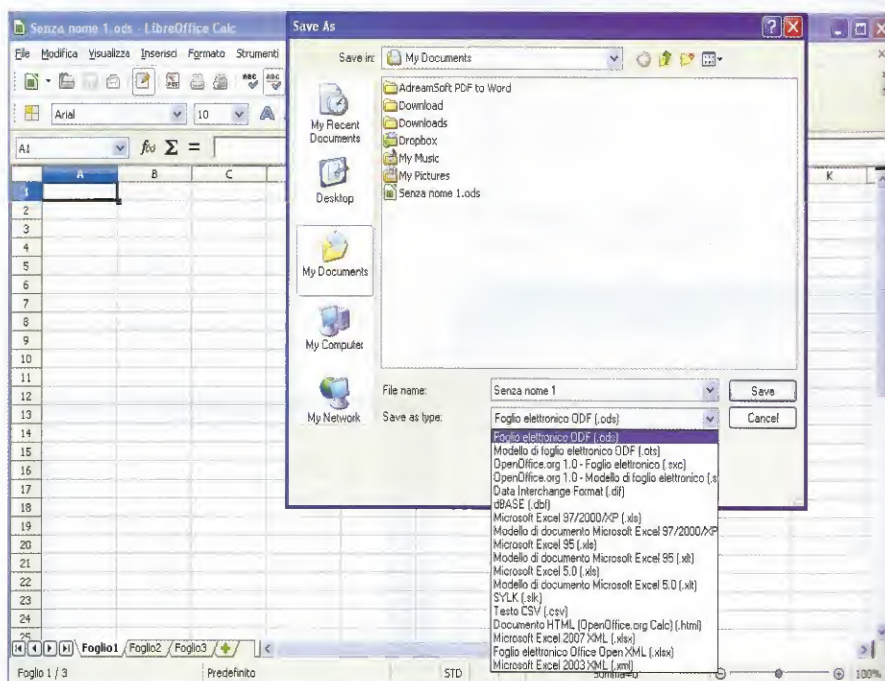 Senza nome 1.ods - LibreOffice Calc
File Modifica Visualizza Inserisci Formato Strumenti
ABC ABC
Arial
10
A1
A B C K
1
2
3
4
5
6
7
8
9
10
11
12
13
14
15
16
17
18
19
20
21
22
23
24
25
Foglio1 Foglio2 Foglio3
Foglio 1 / 3 Predefinito STD Somma=0 100%
Save As
Save in: My Documents
My Recent Documents
Desktop
My Documents
My Computer
My Network
AdreamSoft PDF to Word
Download
Downloads
Dropbox
My Music
My Pictures
Senza nome 1.ods
File name: Senza nome 1 Save
Save as type: Foglio elettronico ODF (.ods) Cancel
Foglio elettronico ODF (.ods)
Modello di foglio elettronico ODF (.ots)
OpenOffice.org 1.0 - Foglio elettronico (.sxc)
OpenOffice.org 1.0 - Modello di foglio elettronico (.s
Data Interchange Format (.dif)
dBASE (.dbf)
Microsoft Excel 97/2000/XP (.xls)
Modello di documento Microsoft Excel 97/2000/XP
Microsoft Excel 95 (.xls)
Modello di documento Microsoft Excel 95 (.xlt)
Microsoft Excel 5.0 (.xls)
Modello di documento Microsoft Excel 5.0 (.xlt)
SYLK (.slk)
Testo CSV (.csv)
Documento HTML (OpenOffice.org Calc) (.html)
Microsoft Excel 2007 XML (.xlsx)
Foglio elettronico Office Open XML (.xlsx)
Microsoft Excel 2003 XML (.xml)